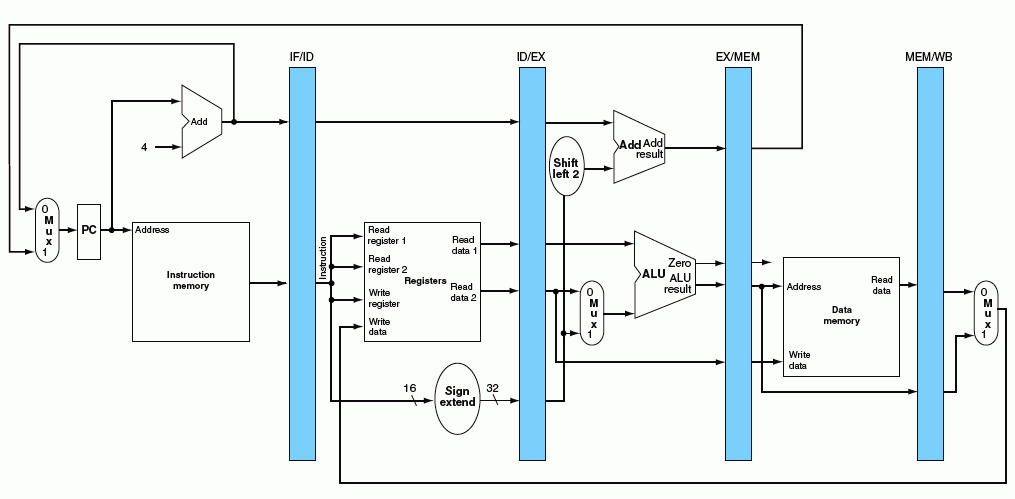 IF/ID
ID/EX
EX/MEM
MEM/WB
Add
4
Add Add
result
Shift
left 2
0
M
u
x
1
PC
Address
Instruction
memory
Instruction
Read
register 1
Read
register 2
Write
register
Write
data
Registers
Read
data 1
Read
data 2
16
Sign
extend
32
0
M
u
x
1
Zero
ALU
ALU
result
Address
Read
data
Data
memory
Write
data
0
M
u
x
1